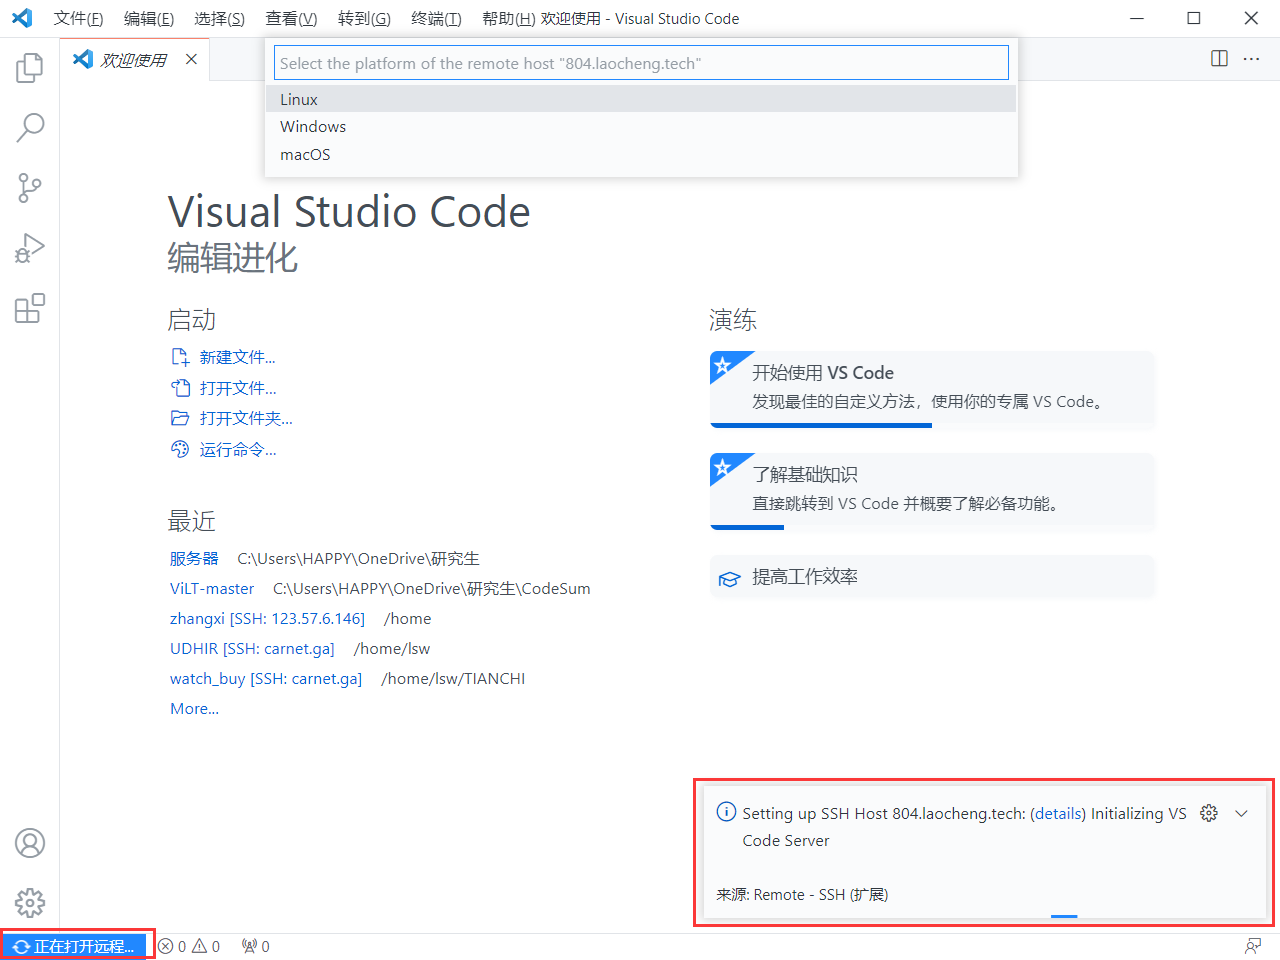 文件(F) 编辑(E) 选择(S) 查看(V) 转到(G) 终端(T) 帮助(H) 欢迎使用 - Visual Studio Code
欢迎使用
Select the platform of the remote host "804.laocheng.tech"
Linux
Windows
macOS
Visual Studio Code
编辑进化
启动
新建文件...
打开文件...
打开文件夹...
运行命令...
最近
服务器 C:\Users\HAPPY\OneDrive\研究生
ViLT-master C:\Users\HAPPY\OneDrive\研究生\CodeSum
zhangxi [SSH: 123.57.6.146] /home
UDHIR [SSH: carnet.ga] /home/lsw
watch_buy [SSH: carnet.ga] /home/lsw/TIANCHI
More...
演练
开始使用 VS Code
发现最佳的自定义方法，使用你的专属 VS Code。
了解基础知识
直接跳转到 VS Code 并概要了解必备功能。
提高工作效率
Setting up SSH Host 804.laocheng.tech: (details) Initializing VS
Code Server
来源: Remote - SSH (扩展)
正在打开远程... 0 0 0